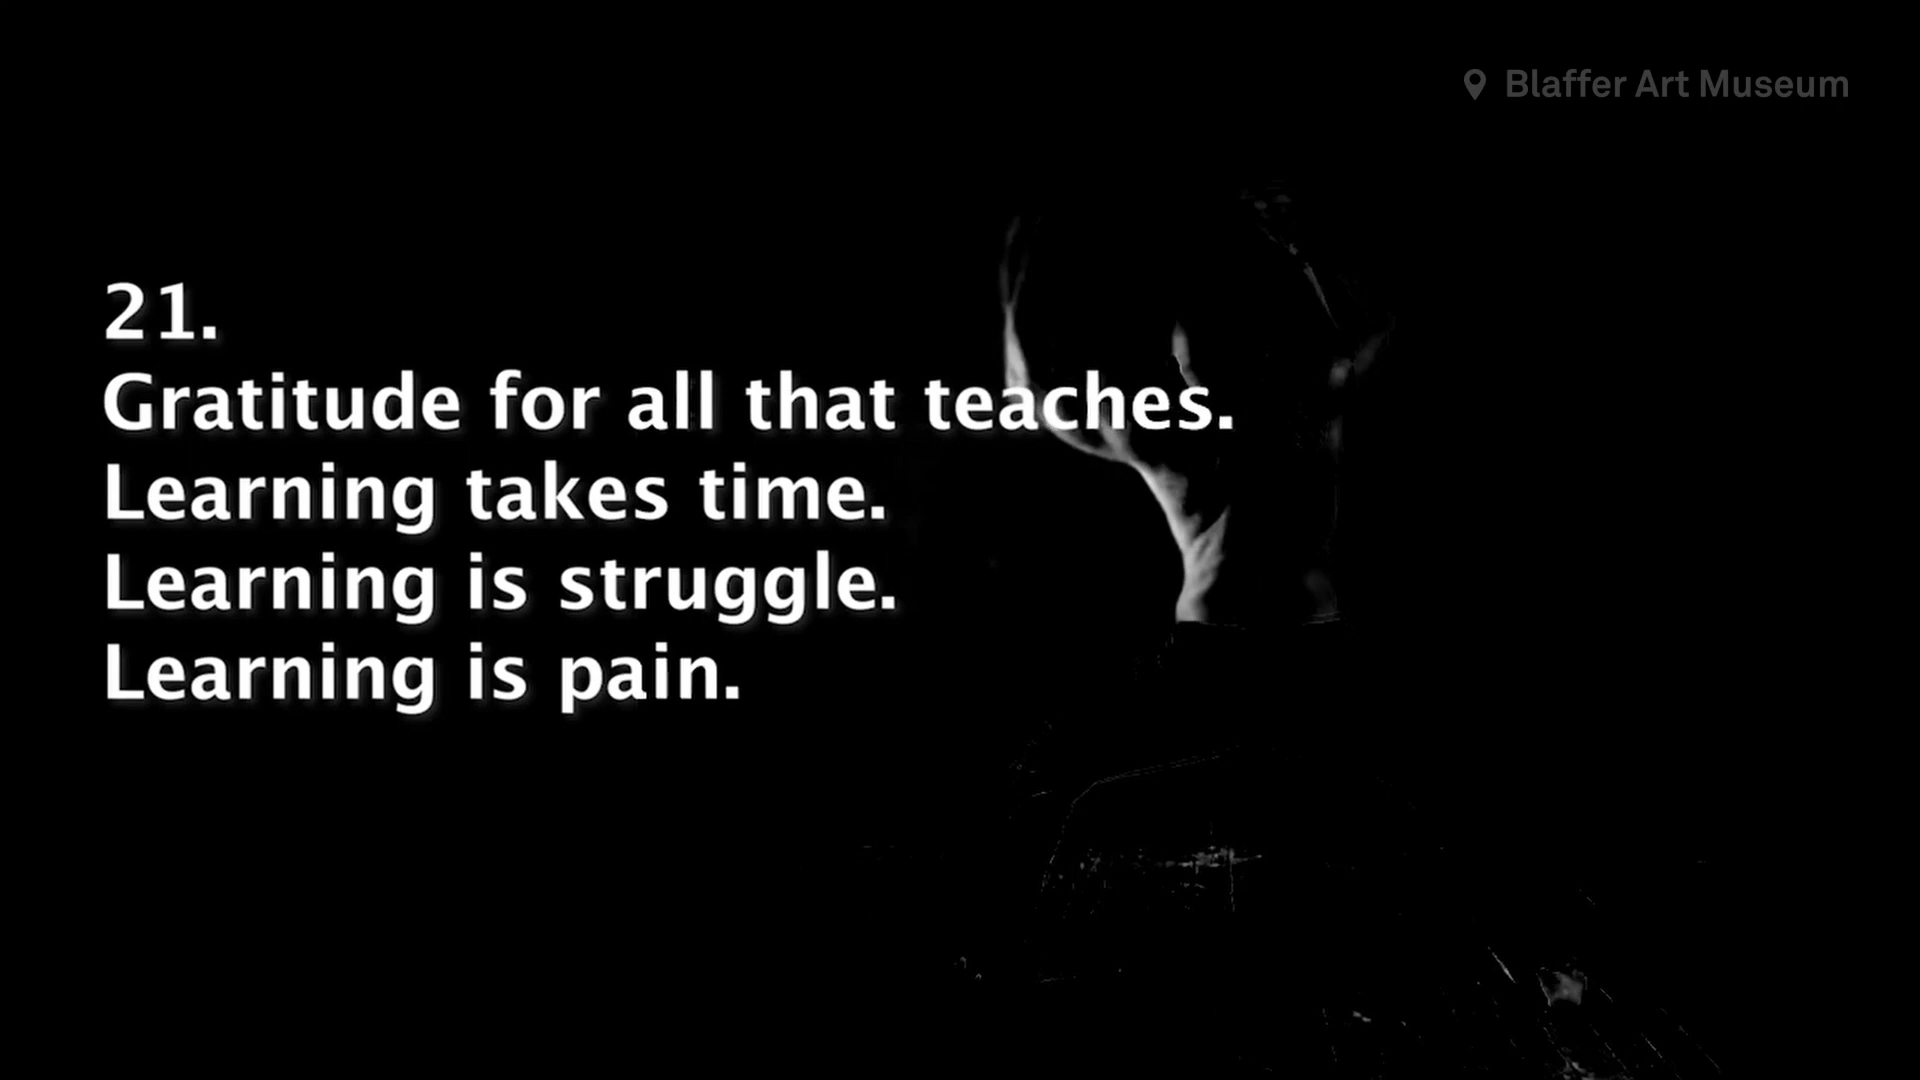 Blaffer Art Museum
21.
Gratitude for all that teaches.
Learning takes time.
Learning is struggle.
Learning is pain.